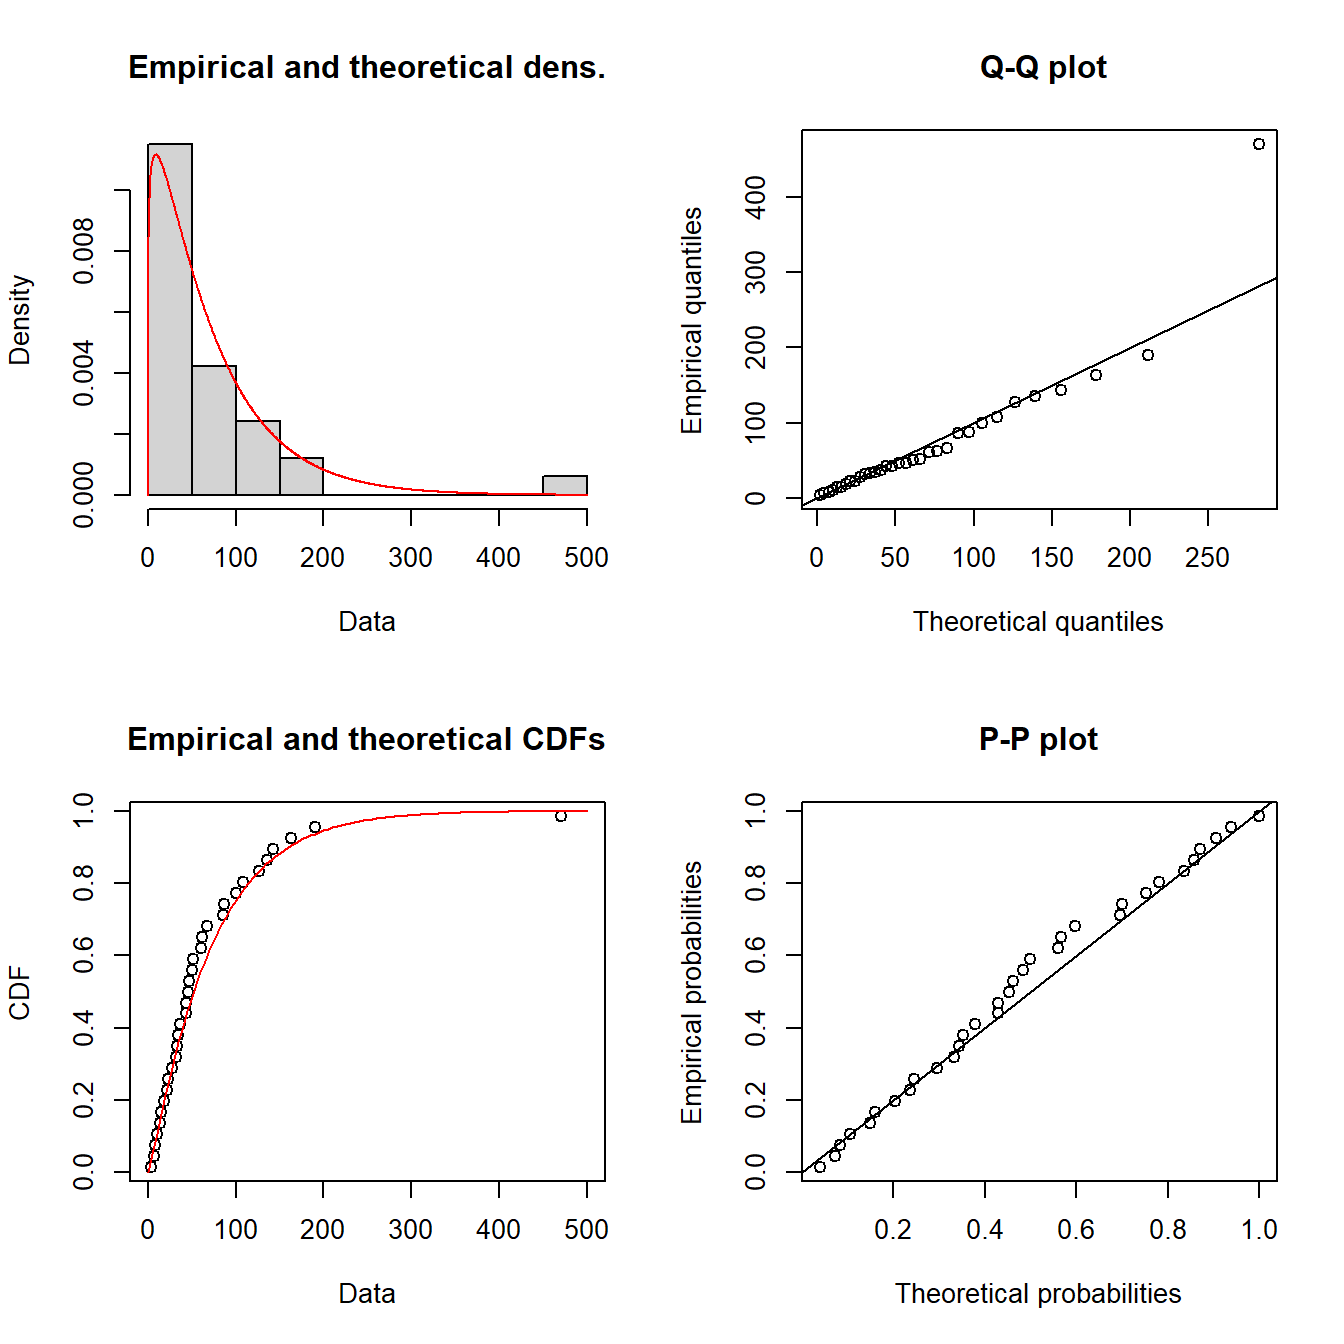 Empirical and theoretical dens.
Density
0.000 0.004 0.008
0 100 200 300 400 500
Data
Q-Q plot
Empirical quantiles
0 100 200 300 400
0 50 100 150 200 250
Theoretical quantiles
Empirical and theoretical CDFs
CDF
0.0 0.2 0.4 0.6 0.8 1.0
0 100 200 300 400 500
Data
P-P plot
Empirical probabilities
0.0 0.2 0.4 0.6 0.8 1.0
0.2 0.4 0.6 0.8 1.0
Theoretical probabilities